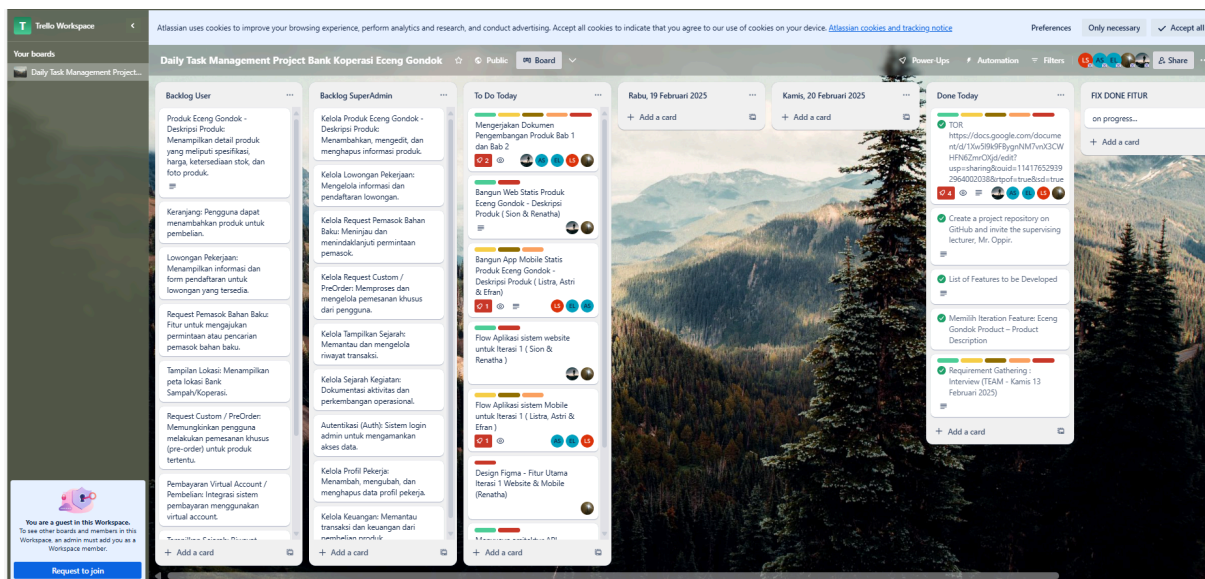 T Trello Workspace
Your boards
Daily Task Management Project...
You are a guest in this Workspace.
To see other boards and members in this
Workspace, an admin must add you as a
Workspace member.
Request to join
Atlassian uses cookies to improve your browsing experience, perform analytics and research, and conduct advertising. Accept all cookies to indicate that you agree to our use of cookies on your device. Atlassian cookies and tracking notice
Preferences
Only necessary
Accept all
Daily Task Management Project Bank Koperasi Eceng Gondok
Public
Board
Power-Ups
Automation
Filters
LS
AS
EL
Share
Backlog User
Produk Eceng Gondok -
Deskripsi Produk:
Menampilkan detail produk
yang meliputi spesifikasi,
harga, ketersediaan stok, dan
foto produk.
Keranjang: Pengguna dapat
menambahkan produk untuk
pembelian.
Lowongan Pekerjaan:
Menampilkan informasi dan
form pendaftaran untuk
lowongan yang tersedia.
Request Pemasok Bahan Baku:
Fitur untuk mengajukan
permintaan atau pencarian
pemasok bahan baku.
Tampilan Lokasi: Menampilkan
peta lokasi Bank
Sampah/Koperasi.
Request Custom / PreOrder:
Memungkinkan pengguna
melakukan pemesanan khusus
(pre-order) untuk produk
tertentu.
Pembayaran Virtual Account /
Pembelian: Integrasi sistem
pembayaran menggunakan
virtual account.
+ Add a card
Backlog SuperAdmin
Kelola Produk Eceng Gondok -
Deskripsi Produk:
Menambahkan, mengedit, dan
menghapus informasi produk.
Kelola Lowongan Pekerjaan:
Mengelola informasi dan
pendaftaran lowongan.
Kelola Request Pemasok Bahan
Baku: Meninjau dan
menindaklanjuti permintaan
pemasok.
Kelola Request Custom /
PreOrder: Memproses dan
mengelola pemesanan khusus
dari pengguna.
Kelola Tampilkan Sejarah:
Memantau dan mengelola
riwayat transaksi.
Kelola Sejarah Kegiatan:
Dokumentasi aktivitas dan
perkembangan operasional.
Autentikasi (Auth): Sistem login
admin untuk mengamankan
akses data.
Kelola Profil Pekerja:
Menambah, mengubah, dan
menghapus data profil pekerja.
Kelola Keuangan: Memantau
transaksi dan keuangan dari
pembelian produk
+ Add a card
To Do Today
Mengerjakan Dokumen
Pengembangan Produk Bab 1
dan Bab 2
2
AS
EL
LS
Bangun Web Statis Produk
Eceng Gondok - Deskripsi
Produk ( Sion & Renatha)
Bangun App Mobile Statis
Produk Eceng Gondok -
Deskripsi Produk ( Listra, Astri
& Efran)
1
LS
EL
AS
Flow Aplikasi sistem website
untuk Iterasi 1 ( Sion &
Renatha )
Flow Aplikasi sistem Mobile
untuk Iterasi 1 ( Listra, Astri &
Efran )
1
AS
EL
LS
Design Figma - Fitur Utama
Iterasi 1 Website & Mobile
(Renatha)
+ Add a card
Rabu, 19 Februari 2025
+ Add a card
Kamis, 20 Februari 2025
+ Add a card
Done Today
TOR
https://docs.google.com/docume
nt/d/1Xw5l9k9F8ygnNM7vnX3CW
HFN6ZmrOXjd/edit?
usp=sharing&ouid=11417652939
2964002038&rtpof=true&sd=true
4
AS
EL
LS
Create a project repository on
GitHub and invite the supervising
lecturer, Mr. Oppir.
List of Features to be Developed
Memilih Iteration Feature: Eceng
Gondok Product – Product
Description
Requirement Gathering :
Interview (TEAM - Kamis 13
Februari 2025)
+ Add a card
FIX DONE FITUR
on progress...
+ Add a card